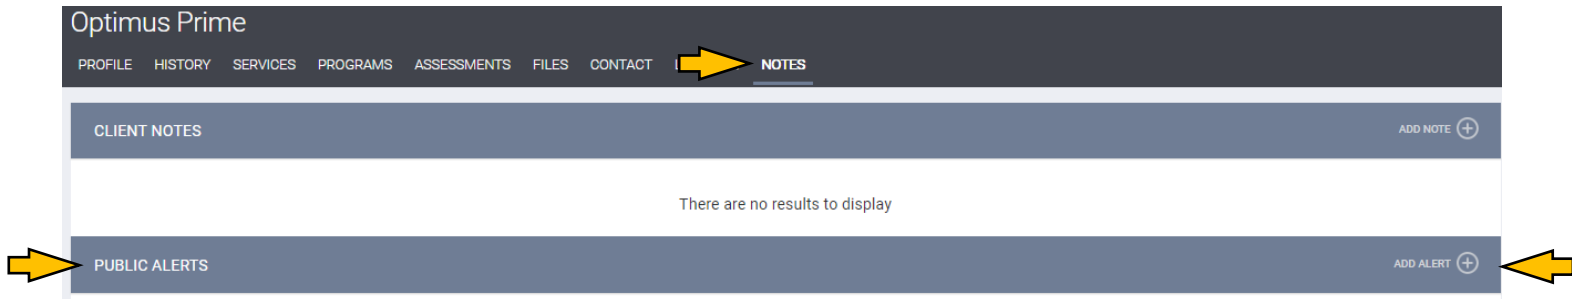 Optimus Prime
PROFILE HISTORY SERVICES PROGRAMS ASSESSMENTS FILES CONTACT NOTES
CLIENT NOTES ADD NOTE
There are no results to display
PUBLIC ALERTS ADD ALERT